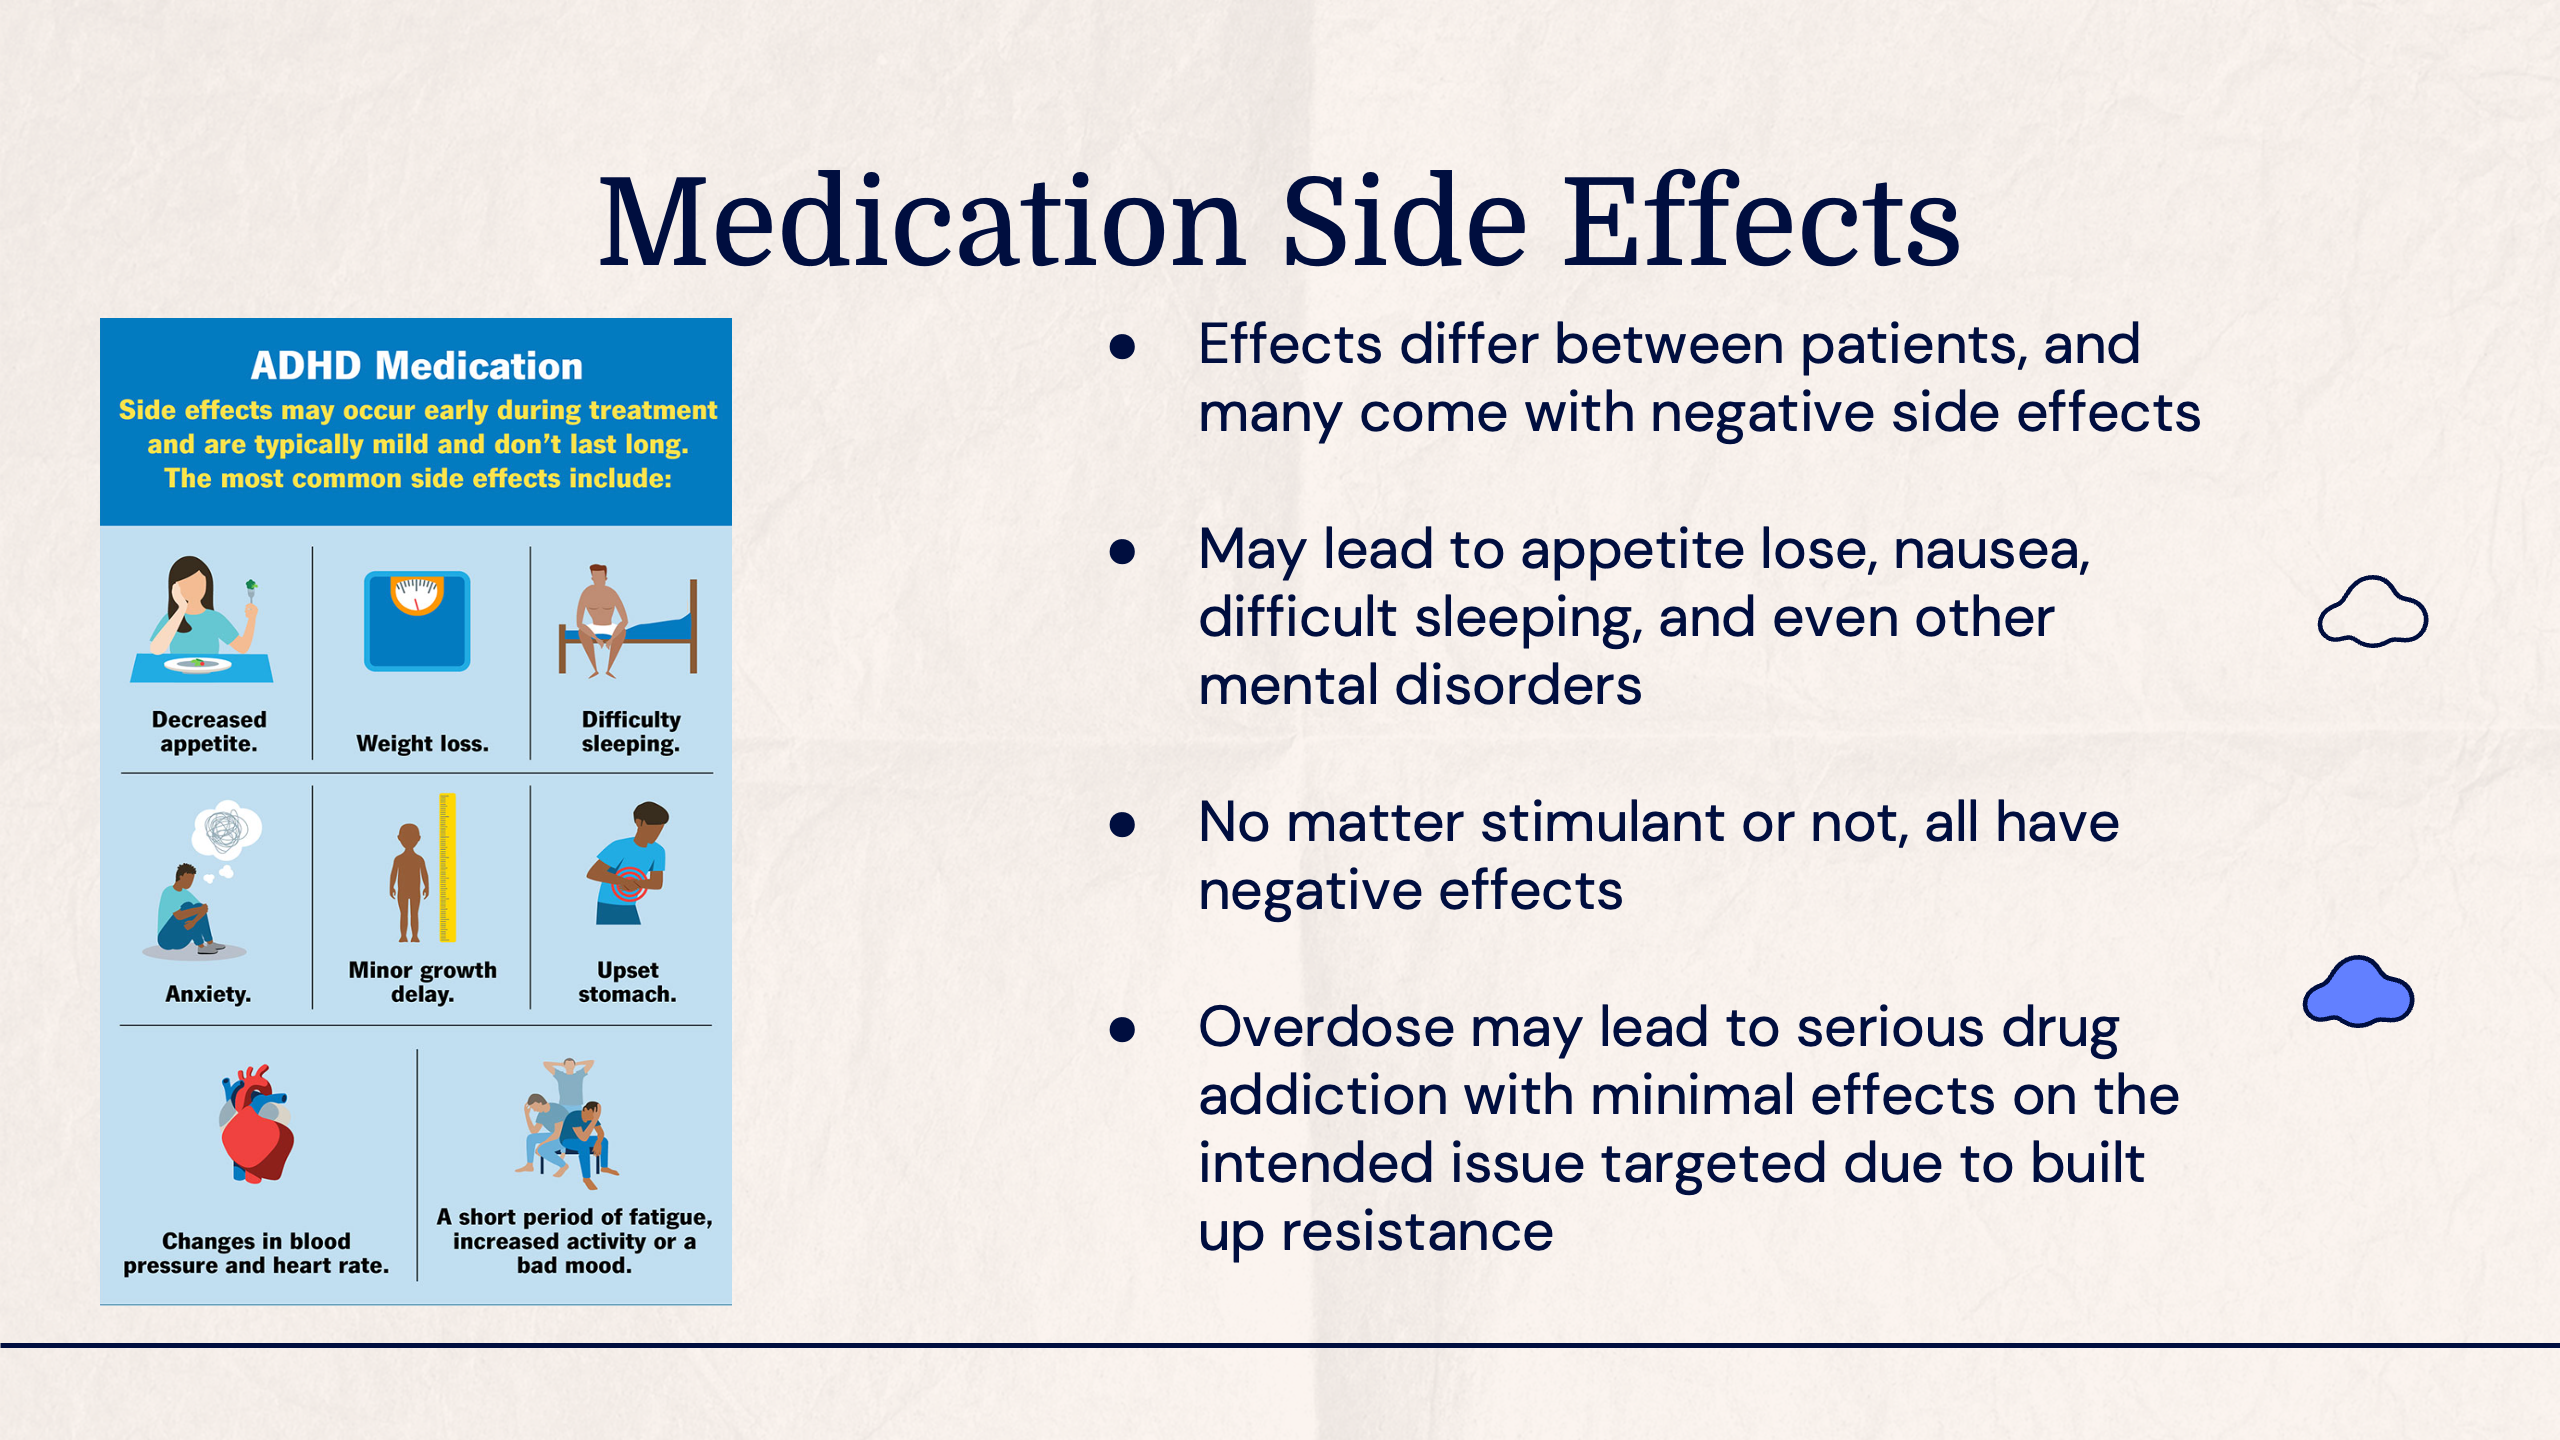 Medication Side Effects
ADHD Medication
Side effects may occur early during treatment
and are typically mild and don't last long.
The most common side effects include:
Decreased
appetite.
Weight loss.
Difficulty
sleeping.
Anxiety.
Minor growth
delay.
Upset
stomach.
Changes in blood
pressure and heart rate.
A short period of fatigue,
increased activity or a
bad mood.
● Effects differ between patients, and
many come with negative side effects
● May lead to appetite lose, nausea,
difficult sleeping, and even other
mental disorders
● No matter stimulant or not, all have
negative effects
● Overdose may lead to serious drug
addiction with minimal effects on the
intended issue targeted due to built
up resistance